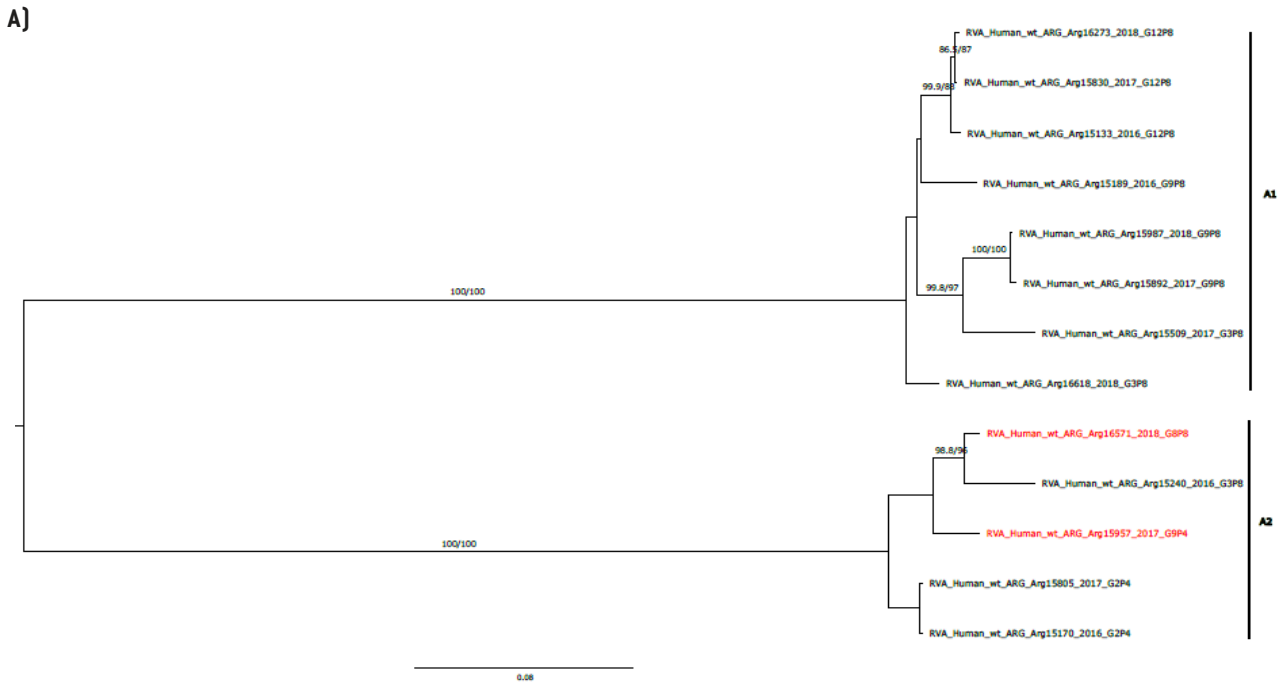 A)
RVA_Human_wt_ARG_Arg16273_2018_G12P8
86.5/87
RVA_Human_wt_ARG_Arg15830_2017_G12P8
99.9/88
RVA_Human_wt_ARG_Arg15133_2016_G12P8
RVA_Human_wt_ARG_Arg15189_2016_G9P8
A1
RVA_Human_wt_ARG_Arg15987_2018_G9P8
100/100
RVA_Human_wt_ARG_Arg15892_2017_G9P8
99.8/97
100/100
RVA_Human_wt_ARG_Arg15509_2017_G3P8
RVA_Human_wt_ARG_Arg16618_2018_G3P8
RVA_Human_wt_ARG_Arg16571_2018_G8P8
98.8/96
RVA_Human_wt_ARG_Arg15240_2016_G3P8
A2
RVA_Human_wt_ARG_Arg15957_2017_G9P4
100/100
RVA_Human_wt_ARG_Arg15805_2017_G2P4
RVA_Human_wt_ARG_Arg15170_2016_G2P4
0.08